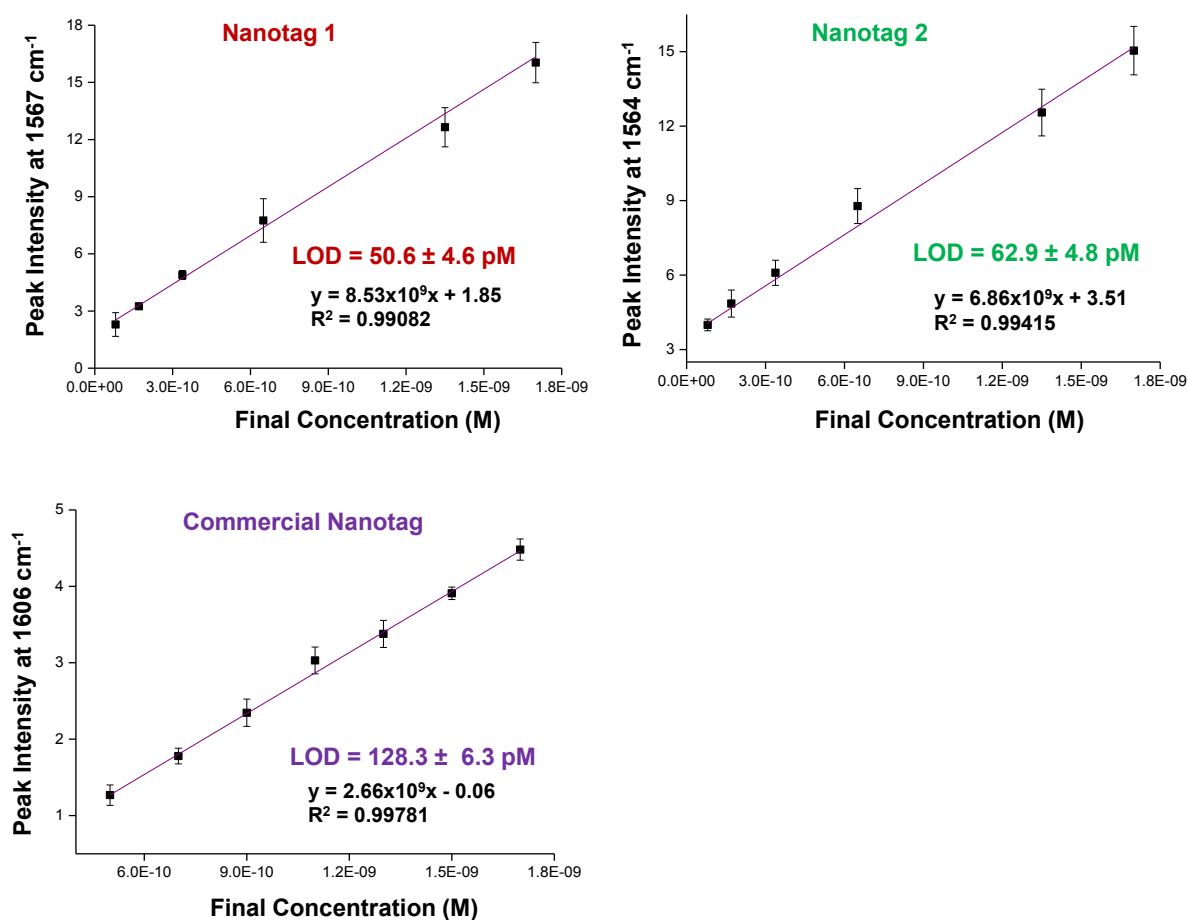 Nanotag 1
Peak Intensity at 1567 cm⁻¹
18
15
12
9
6
3
0
LOD = 50.6 ± 4.6 pM
y = 8.53x10⁹x + 1.85
R² = 0.99082
0.0E+00 3.0E-10 6.0E-10 9.0E-10 1.2E-09 1.5E-09 1.8E-09
Final Concentration (M)
Nanotag 2
Peak Intensity at 1564 cm⁻¹
15
12
9
6
3
LOD = 62.9 ± 4.8 pM
y = 6.86x10⁹x + 3.51
R² = 0.99415
0.0E+00 3.0E-10 6.0E-10 9.0E-10 1.2E-09 1.5E-09 1.8E-09
Final Concentration (M)
Commercial Nanotag
Peak Intensity at 1606 cm⁻¹
5
4
3
2
1
LOD = 128.3 ± 6.3 pM
y = 2.66x10⁹x - 0.06
R² = 0.99781
6.0E-10 9.0E-10 1.2E-09 1.5E-09 1.8E-09
Final Concentration (M)